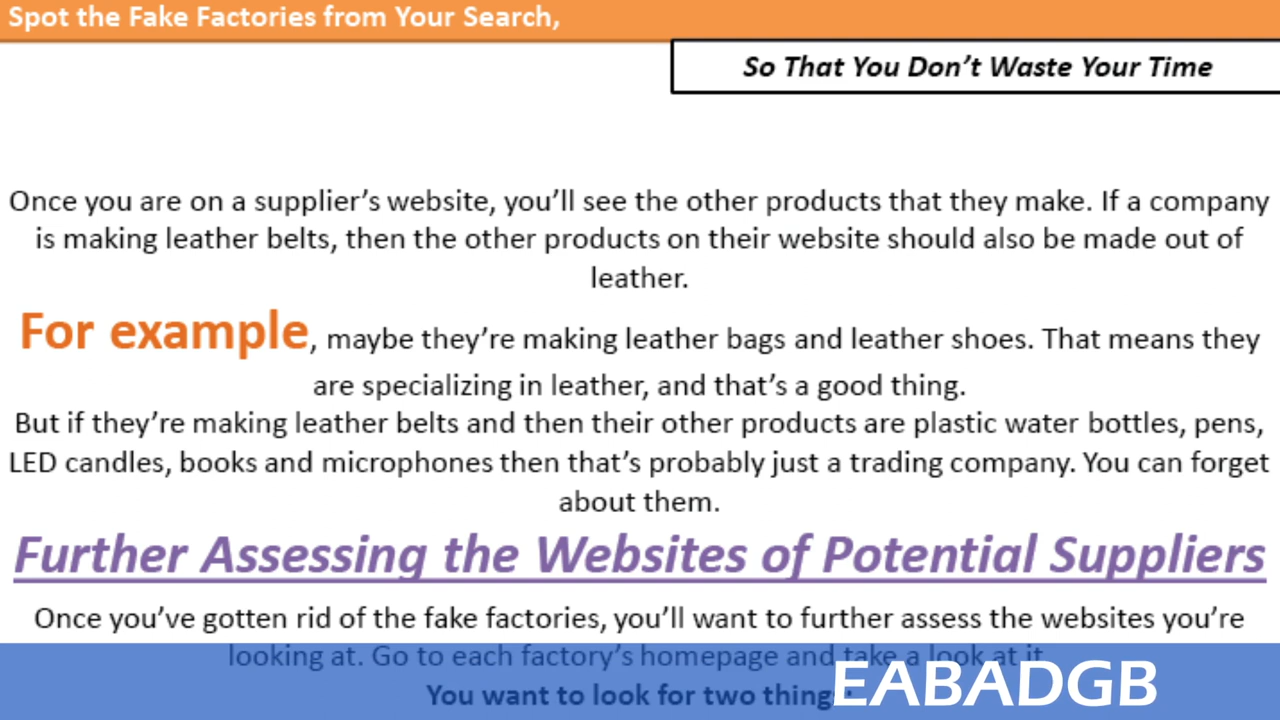 Spot the Fake Factories from Your Search,
So That You Don't Waste Your Time
Once you are on a supplier's website, you'll see the other products that they make. If a company
is making leather belts, then the other products on their website should also be made out of
leather.
For example, maybe they're making leather bags and leather shoes. That means they
are specializing in leather, and that's a good thing.
But if they're making leather belts and then their other products are plastic water bottles, pens,
LED candles, books and microphones then that's probably just a trading company. You can forget
about them.
Further Assessing the Websites of Potential Suppliers
Once you've gotten rid of the fake factories, you'll want to further assess the websites you're
looking at. Go to each factory's homepage and take a look at it.
You want to look for two things:
EABADGB